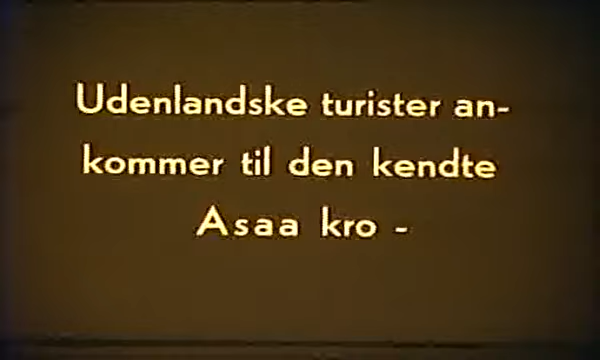 Udenlandske turister an-
kommer til den kendte
Asaa kro -